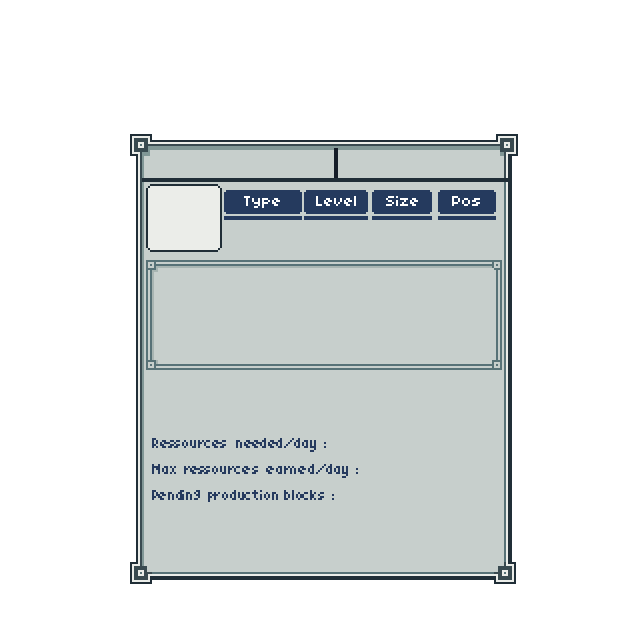 Type Level Size Pos
Ressources needed/day :
Max ressources earned/day :
Pending production blocks :